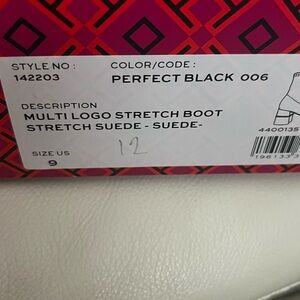 STYLE NO :
142203
COLOR/CODE :
PERFECT BLACK 006
DESCRIPTION
MULTI LOGO STRETCH BOOT
STRETCH SUEDE - SUEDE-
4400135
SIZE US
9
12
196133